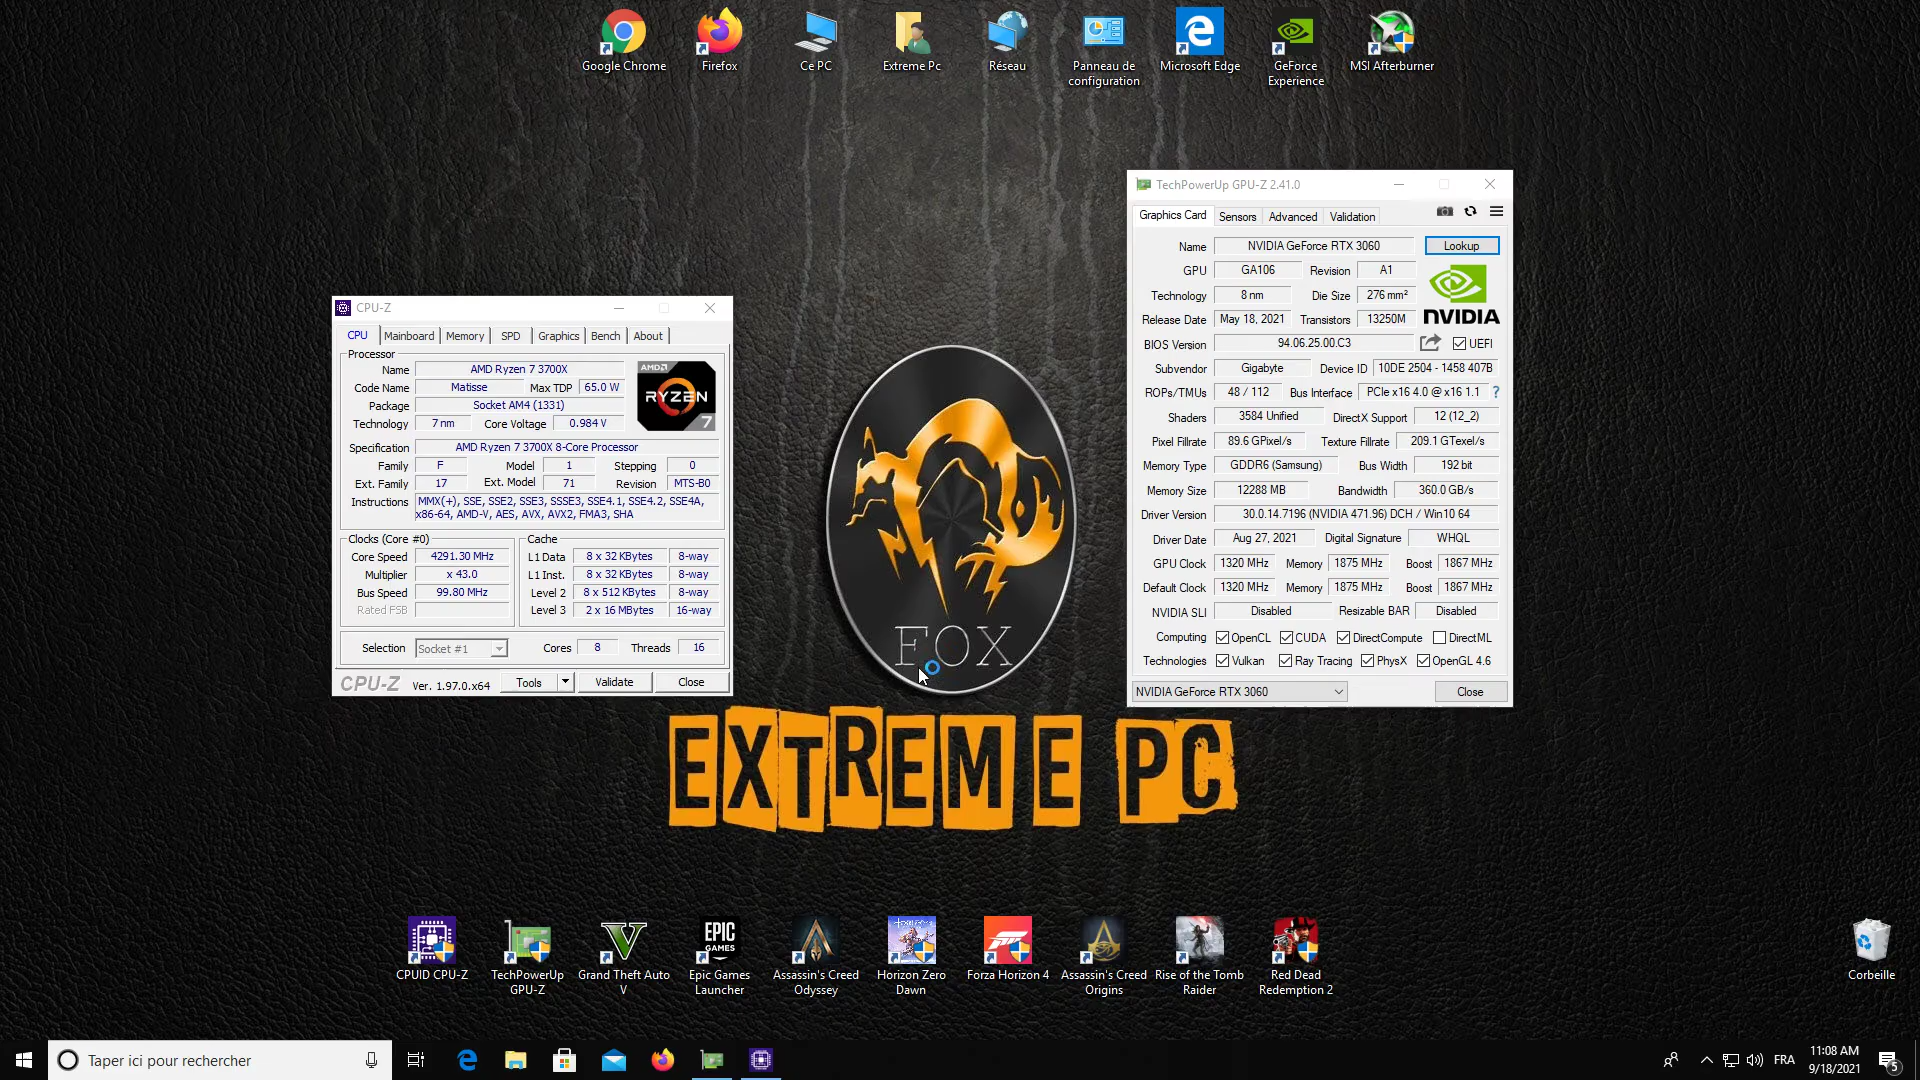 Google Chrome
Firefox
Ce PC
Extreme Pc
Réseau
Panneau de
configuration
Microsoft Edge
GeForce
Experience
MSI Afterburner
TechPowerUp GPU-Z 2.41.0
Graphics Card Sensors Advanced Validation
Name NVIDIA GeForce RTX 3060 Lookup
GPU GA106 Revision A1
Technology 8 nm Die Size 276 mm²
Release Date May 18, 2021 Transistors 13250M
NVIDIA
BIOS Version 94.06.25.00.C3 UEFI
Subvendor Gigabyte Device ID 10DE 2504 - 1458 407B
ROPs/TMUs 48 / 112 Bus Interface PCIe x16 4.0 @ x16 1.1 ?
Shaders 3584 Unified DirectX Support 12 (12_2)
Pixel Fillrate 89.6 GPixel/s Texture Fillrate 209.1 GTexel/s
Memory Type GDDR6 (Samsung) Bus Width 192 bit
Memory Size 12288 MB Bandwidth 360.0 GB/s
Driver Version 30.0.14.7196 (NVIDIA 471.96) DCH / Win10 64
Driver Date Aug 27, 2021 Digital Signature WHQL
GPU Clock 1320 MHz Memory 1875 MHz Boost 1867 MHz
Default Clock 1320 MHz Memory 1875 MHz Boost 1867 MHz
NVIDIA SLI Disabled Resizable BAR Disabled
Computing OpenCL CUDA DirectCompute DirectML
Technologies Vulkan Ray Tracing PhysX OpenGL 4.6
NVIDIA GeForce RTX 3060 Close
CPU-Z
CPU Mainboard Memory SPD Graphics Bench About
Processor
Name AMD Ryzen 7 3700X
Code Name Matisse Max TDP 65.0 W
Package Socket AM4 (1331)
Technology 7 nm Core Voltage 0.984 V
AMD
RYZEN
7
Specification AMD Ryzen 7 3700X 8-Core Processor
Family F Model 1 Stepping 0
Ext. Family 17 Ext. Model 71 Revision MTS-B0
Instructions MMX(+), SSE, SSE2, SSE3, SSSE3, SSE4.1, SSE4.2, SSE4A,
x86-64, AMD-V, AES, AVX, AVX2, FMA3, SHA
Clocks (Core #0) Cache
Core Speed 4291.30 MHz L1 Data 8 x 32 KBytes 8-way
Multiplier x 43.0 L1 Inst. 8 x 32 KBytes 8-way
Bus Speed 99.80 MHz Level 2 8 x 512 KBytes 8-way
Rated FSB Level 3 2 x 16 MBytes 16-way
Selection Socket #1 Cores 8 Threads 16
CPU-Z Ver. 1.97.0.x64 Tools Validate Close
FOX
EXTREME PC
CPUID CPU-Z
TechPowerUp
GPU-Z
Grand Theft Auto
V
EPIC
GAMES
Epic Games
Launcher
Assassin's Creed
Odyssey
Horizon Zero
Dawn
Forza Horizon 4
Assassin's Creed
Origins
Rise of the Tomb
Raider
Red Dead
Redemption 2
Corbeille
Taper ici pour rechercher
FRA
11:08 AM
9/18/2021
5